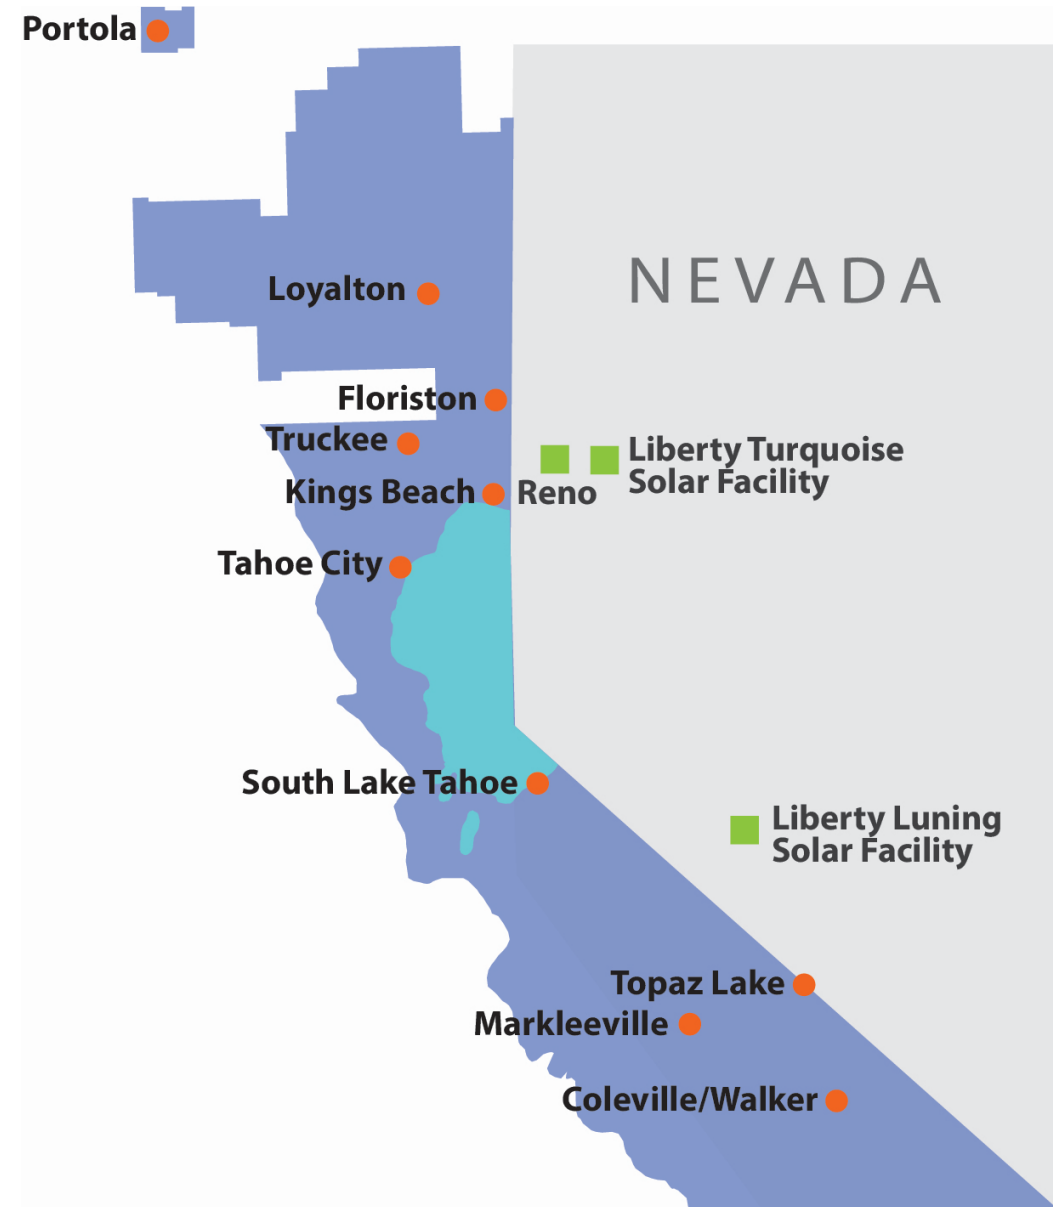 Portola
NEVADA
Loyalton
Floriston
Truckee
Liberty Turquoise
Solar Facility
Kings Beach
Reno
Tahoe City
South Lake Tahoe
Liberty Luning
Solar Facility
Topaz Lake
Markleeville
Coleville/Walker